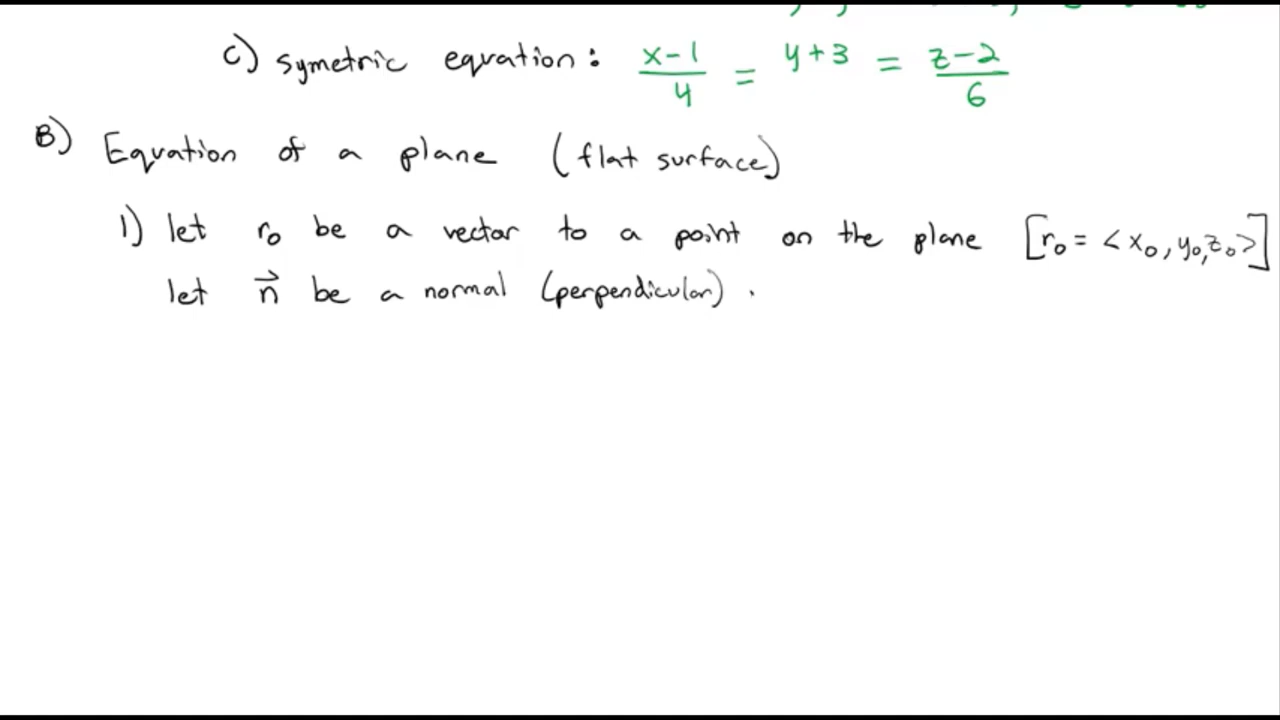 c) symetric equation: x-1/4 = y+3 = z-2/6
B) Equation of a plane (flat surface)
1) let r₀ be a vector to a point on the plane [r₀ = <x₀, y₀, z₀>]
let n⃗ be a normal (perpendicular)